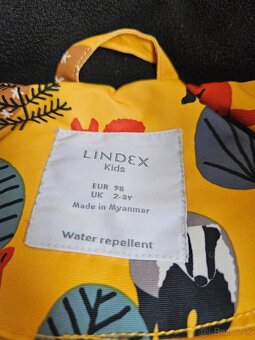 LINDEX
Kids
EUR 98
UK 2-3Y
Made in Myanmar
Water repellent